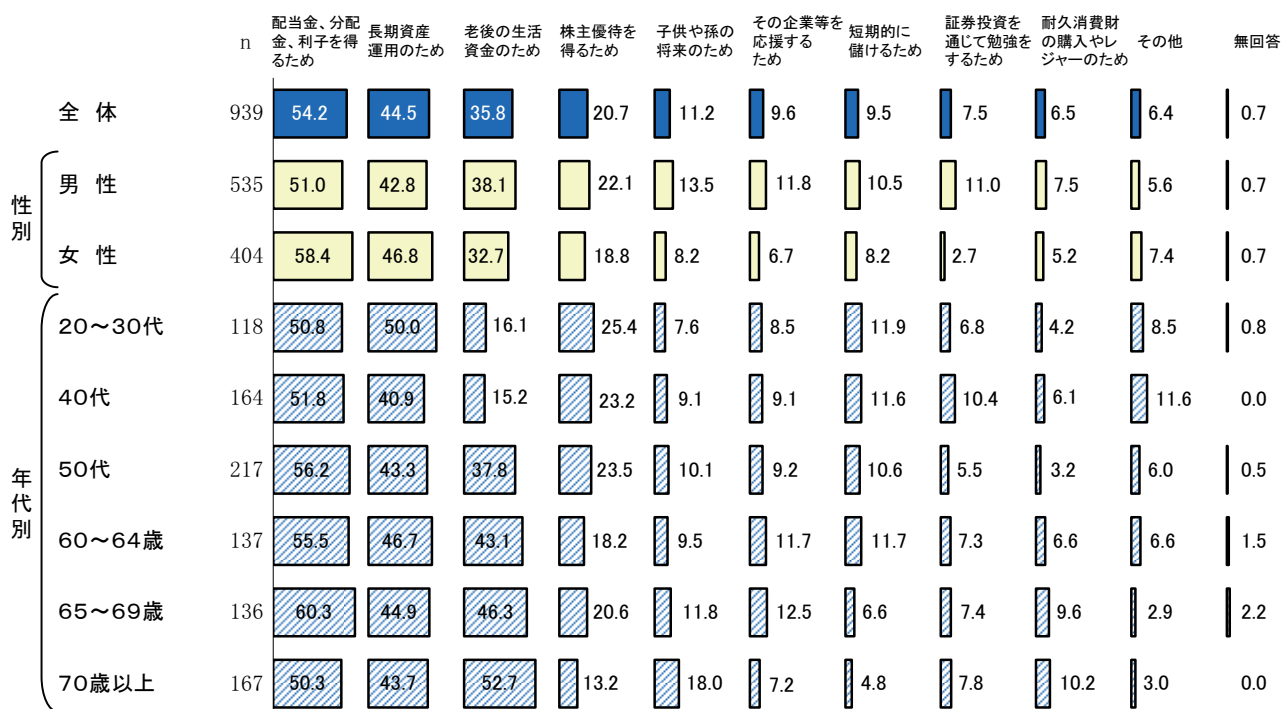 n 配当金、分配金、利子を得るため 長期資産運用のため 老後の生活資金のため 株主優待を得るため 子供や孫の将来のため その企業等を応援するため 短期的に儲けるため 証券投資を通じて勉強をするため 耐久消費財の購入やレジャーのため その他 無回答
全 体 939 54.2 44.5 35.8 20.7 11.2 9.6 9.5 7.5 6.5 6.4 0.7
性別
男 性 535 51.0 42.8 38.1 22.1 13.5 11.8 10.5 11.0 7.5 5.6 0.7
女 性 404 58.4 46.8 32.7 18.8 8.2 6.7 8.2 2.7 5.2 7.4 0.7
年代別
20～30代 118 50.8 50.0 16.1 25.4 7.6 8.5 11.9 6.8 4.2 8.5 0.8
40代 164 51.8 40.9 15.2 23.2 9.1 9.1 11.6 10.4 6.1 11.6 0.0
50代 217 56.2 43.3 37.8 23.5 10.1 9.2 10.6 5.5 3.2 6.0 0.5
60～64歳 137 55.5 46.7 43.1 18.2 9.5 11.7 11.7 7.3 6.6 6.6 1.5
65～69歳 136 60.3 44.9 46.3 20.6 11.8 12.5 6.6 7.4 9.6 2.9 2.2
70歳以上 167 50.3 43.7 52.7 13.2 18.0 7.2 4.8 7.8 10.2 3.0 0.0